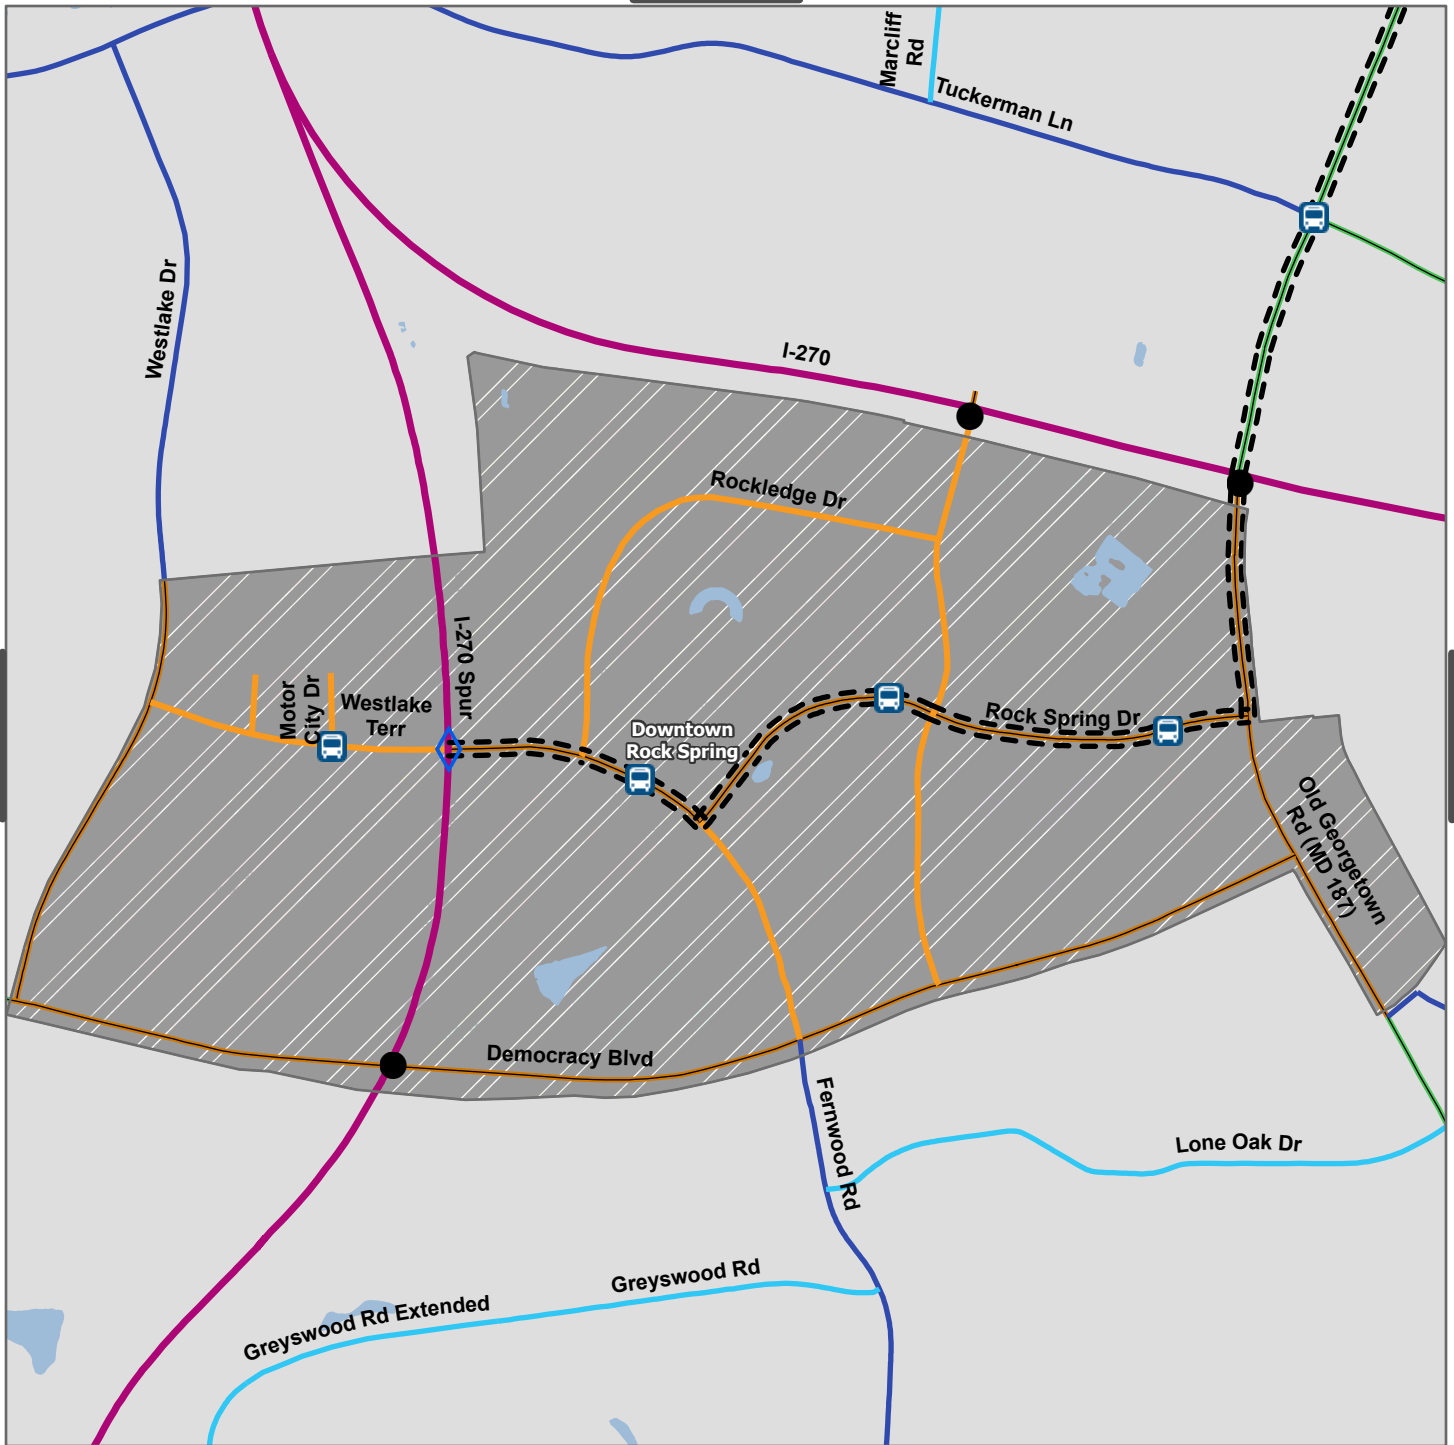 Marcliff
Rd
Tuckerman Ln
Westlake Dr
I-270
Rockledge Dr
I-270 Spur
Motor
City Dr
Westlake
Terr
Downtown
Rock Spring
Rock Spring Dr
Old Georgetown
Rd (MD 187)
Democracy Blvd
Fernwood Rd
Lone Oak Dr
Greyswood Rd
Greyswood Rd Extended